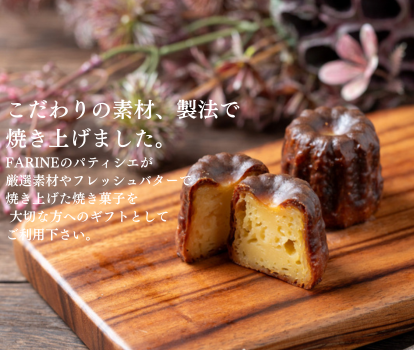 こだわりの素材、製法で
焼き上げました。
FARINEのパティシエが
厳選素材やフレッシュバターで
焼き上げた焼き菓子を
大切な方へのギフトとして
ご利用下さい。